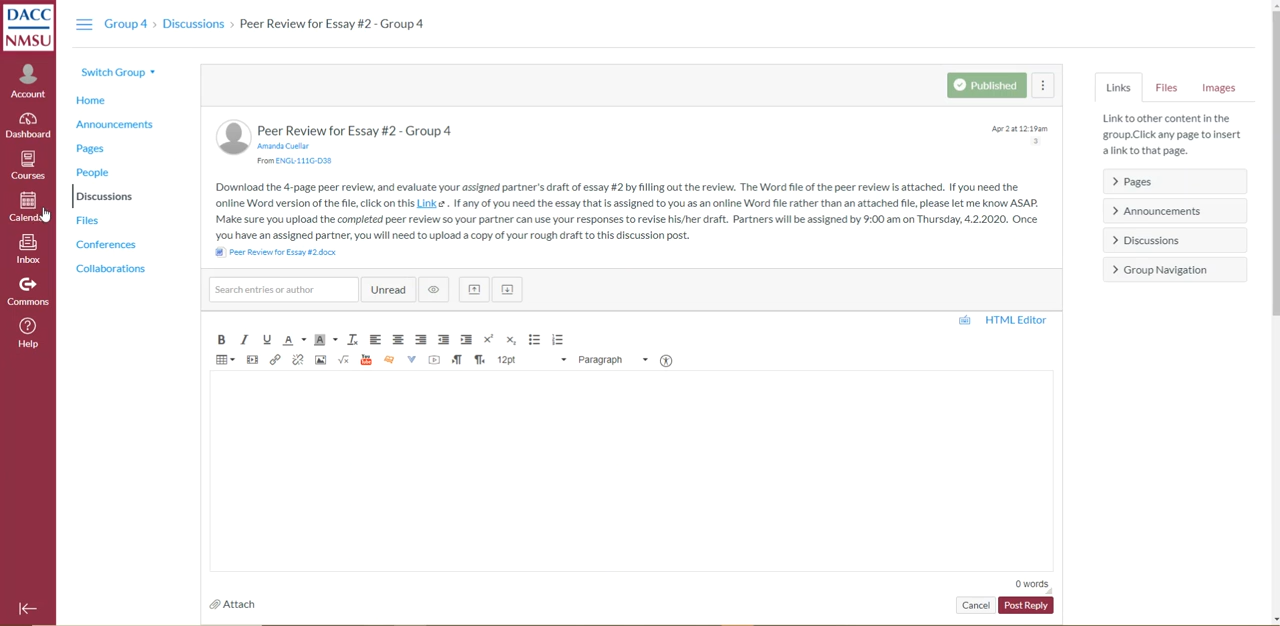 DACC
NMSU
Account
Dashboard
Courses
Calendar
Inbox
Commons
Help
Group 4 › Discussions › Peer Review for Essay #2 - Group 4
Switch Group
Home
Announcements
Pages
People
Discussions
Files
Conferences
Collaborations
Published
Peer Review for Essay #2 - Group 4
Amanda Cuellar
From ENGL-111G-D38
Apr 2 at 12:19am
3
Download the 4-page peer review, and evaluate your assigned partner's draft of essay #2 by filling out the review. The Word file of the peer review is attached. If you need the
online Word version of the file, click on this Link . If any of you need the essay that is assigned to you as an online Word file rather than an attached file, please let me know ASAP.
Make sure you upload the completed peer review so your partner can use your responses to revise his/her draft. Partners will be assigned by 9:00 am on Thursday, 4.2.2020. Once
you have an assigned partner, you will need to upload a copy of your rough draft to this discussion post.
Peer Review for Essay #2.docx
Search entries or author
Unread
HTML Editor
B I U A A
12pt Paragraph
0 words
Attach
Cancel Post Reply
Links Files Images
Link to other content in the
group.Click any page to insert
a link to that page.
Pages
Announcements
Discussions
Group Navigation